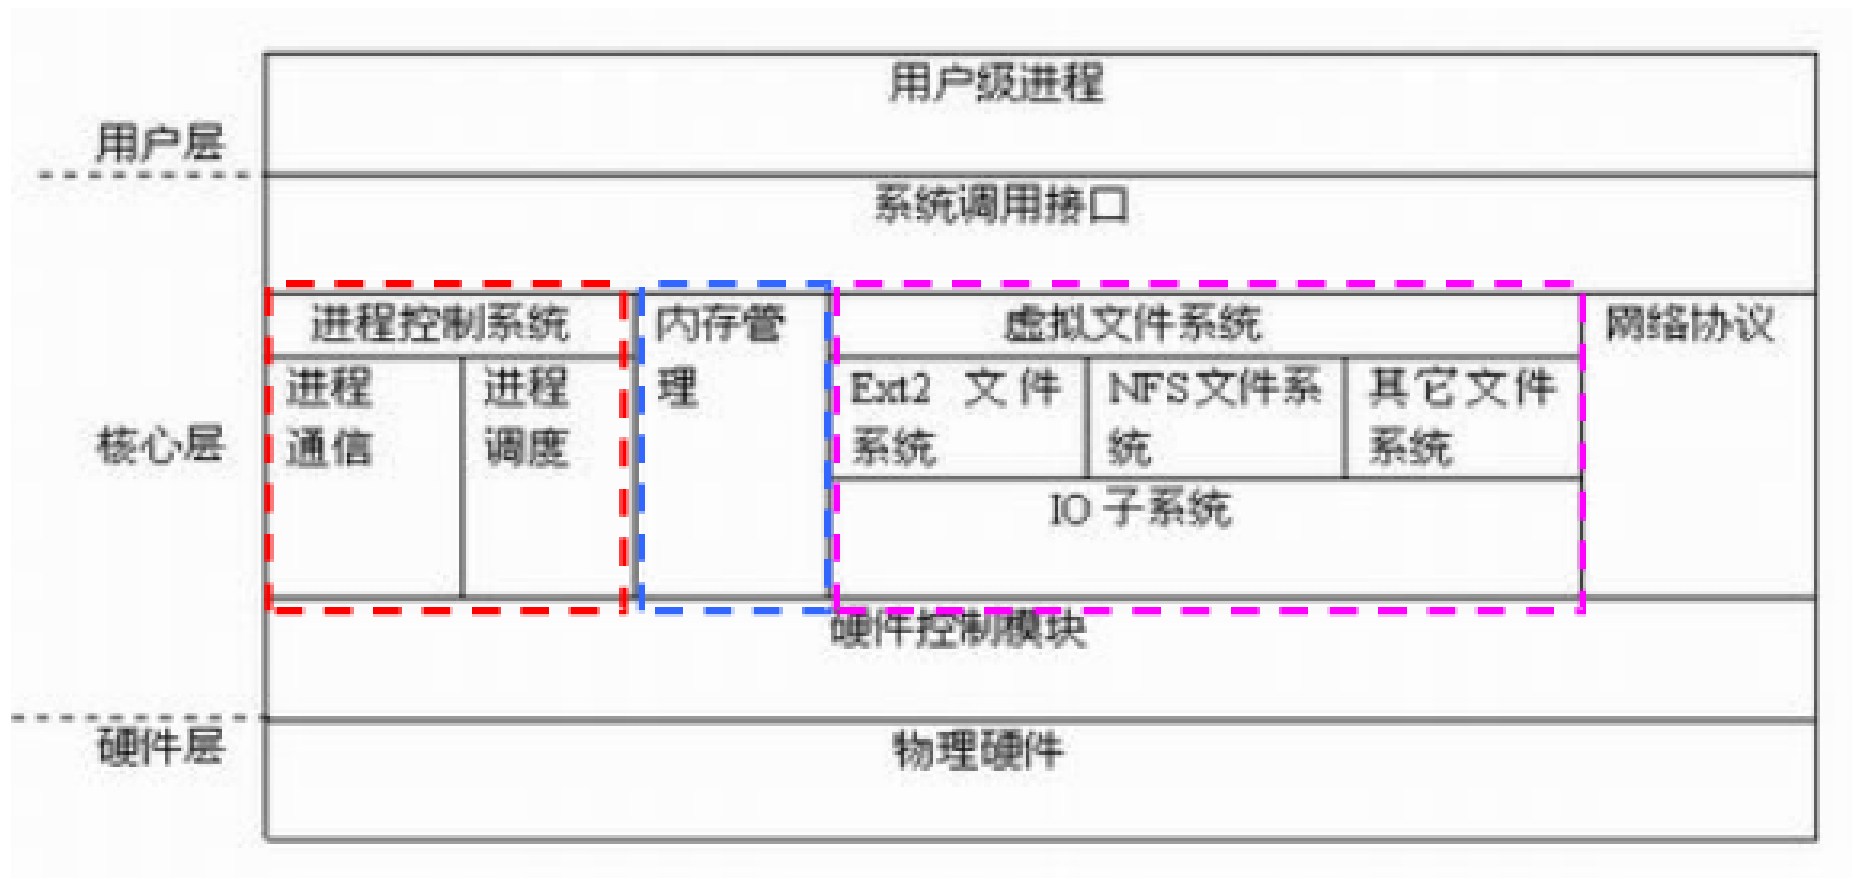 用户级进程
用户层
系统调用接口
进程控制系统
内存管
理
虚拟文件系统
网络协议
进程
通信
进程
调度
Ext2 文件
系统
NFS文件系
统
其它文件
系统
核心层
IO 子系统
硬件控制模块
硬件层
物理硬件